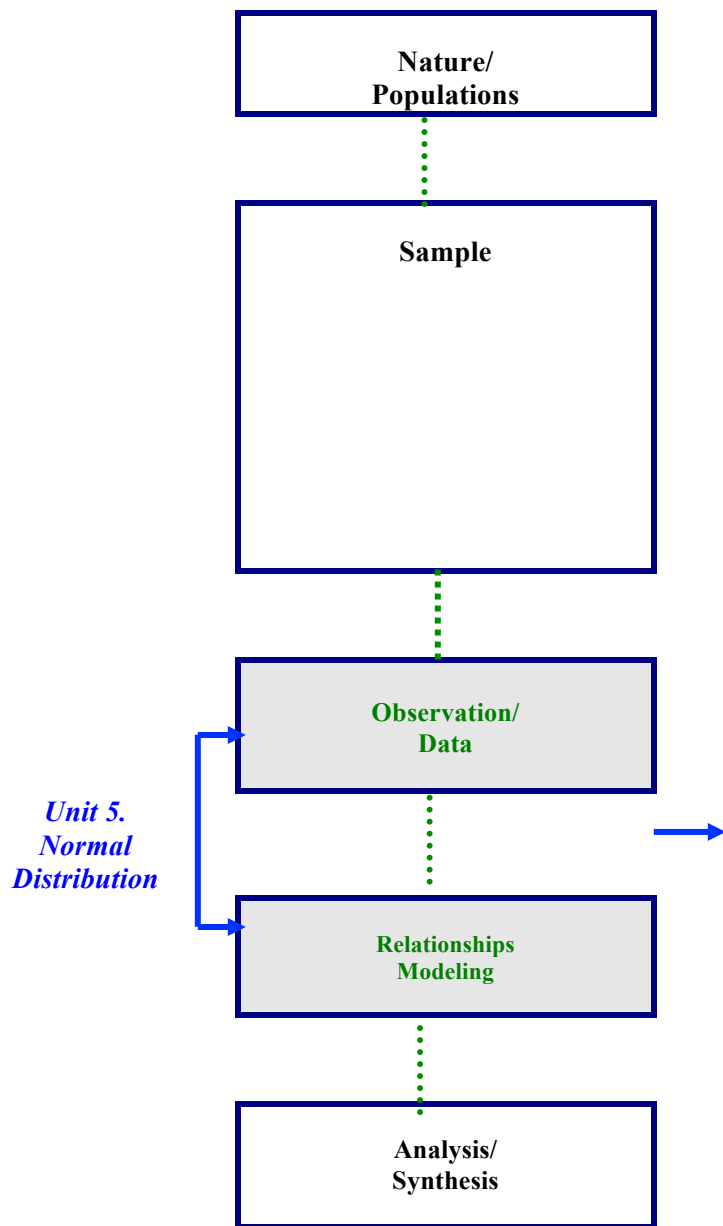 Nature/
Populations
Sample
Observation/
Data
Unit 5.
Normal
Distribution
Relationships
Modeling
Analysis/
Synthesis